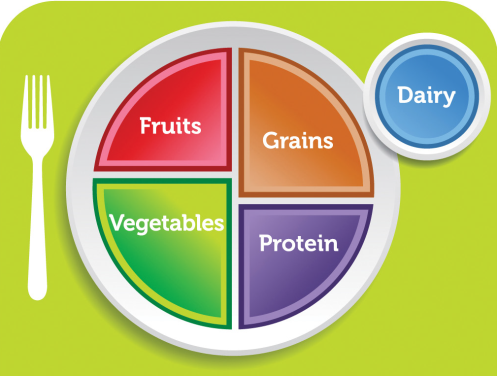 Fruits
Grains
Dairy
Vegetables
Protein